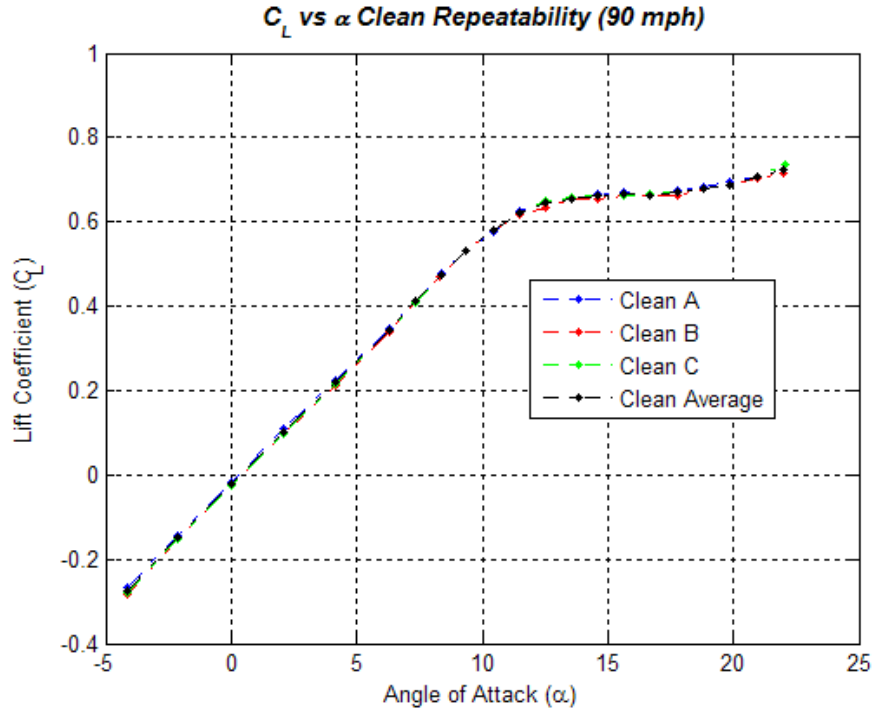 C_L vs α Clean Repeatability (90 mph)
1
0.8
0.6
0.4
0.2
0
-0.2
-0.4
Lift Coefficient (C_L)
Clean A
Clean B
Clean C
Clean Average
-5 0 5 10 15 20 25
Angle of Attack (α)